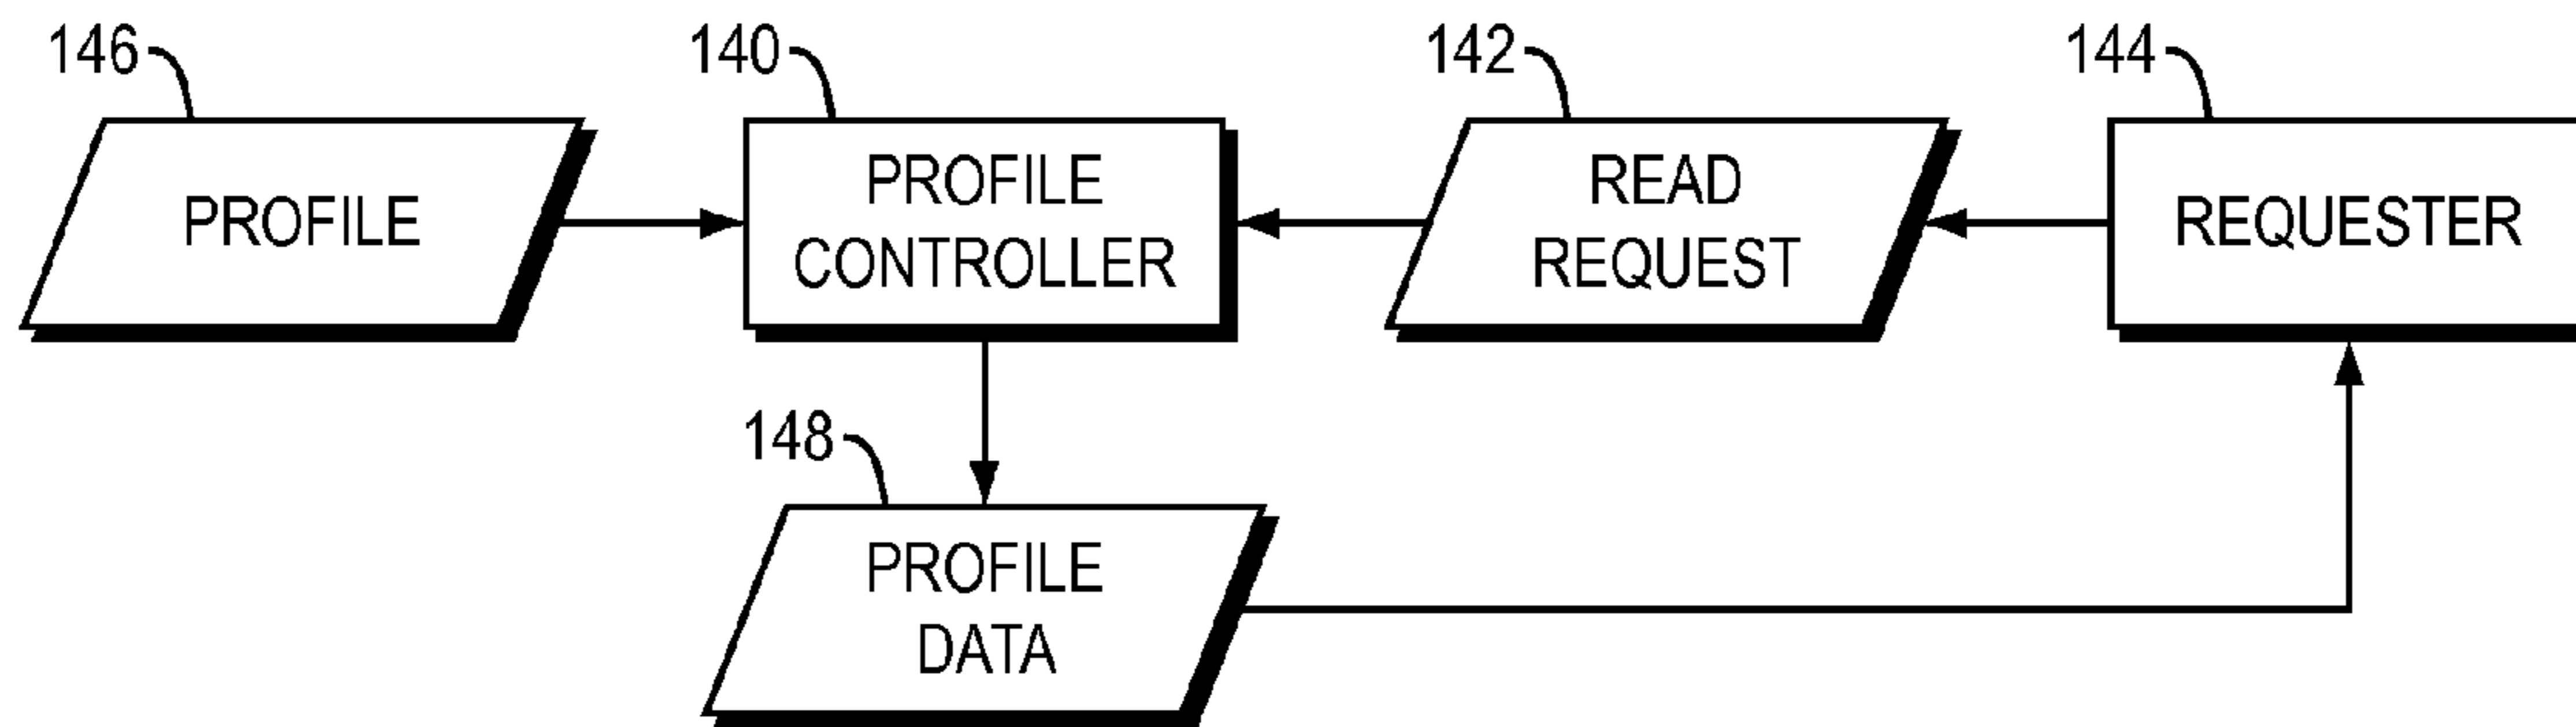 146
140
142
144
PROFILE
PROFILE
CONTROLLER
READ
REQUEST
REQUESTER
148
PROFILE
DATA